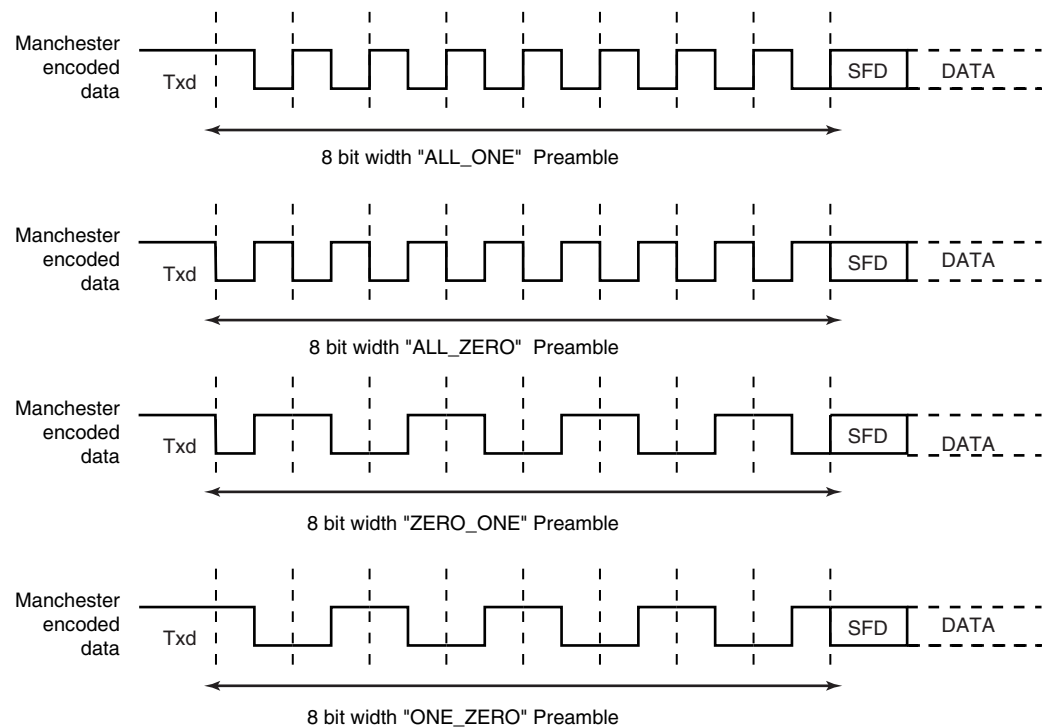 Manchester
encoded
data
Txd
SFD
DATA
8 bit width "ALL_ONE" Preamble
Manchester
encoded
data
Txd
SFD
DATA
8 bit width "ALL_ZERO" Preamble
Manchester
encoded
data
Txd
SFD
DATA
8 bit width "ZERO_ONE" Preamble
Manchester
encoded
data
Txd
SFD
DATA
8 bit width "ONE_ZERO" Preamble